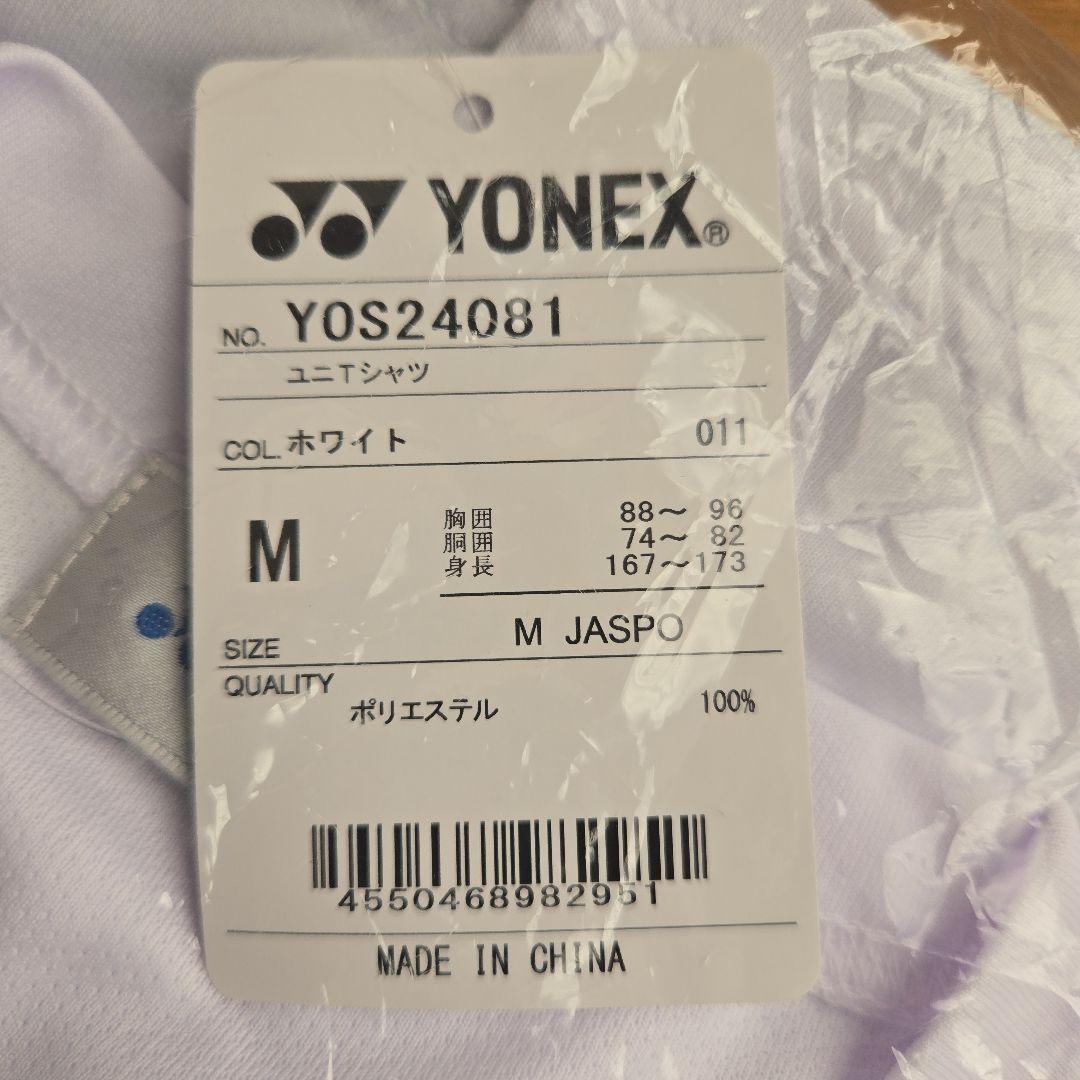 YONEX®
NO. YOS24081
ユニTシャツ
COL. ホワイト 011
M
胸囲 88～ 96
胴囲 74～ 82
身長 167～173
SIZE M JASPO
QUALITY
ポリエステル 100%
4550468982951
MADE IN CHINA